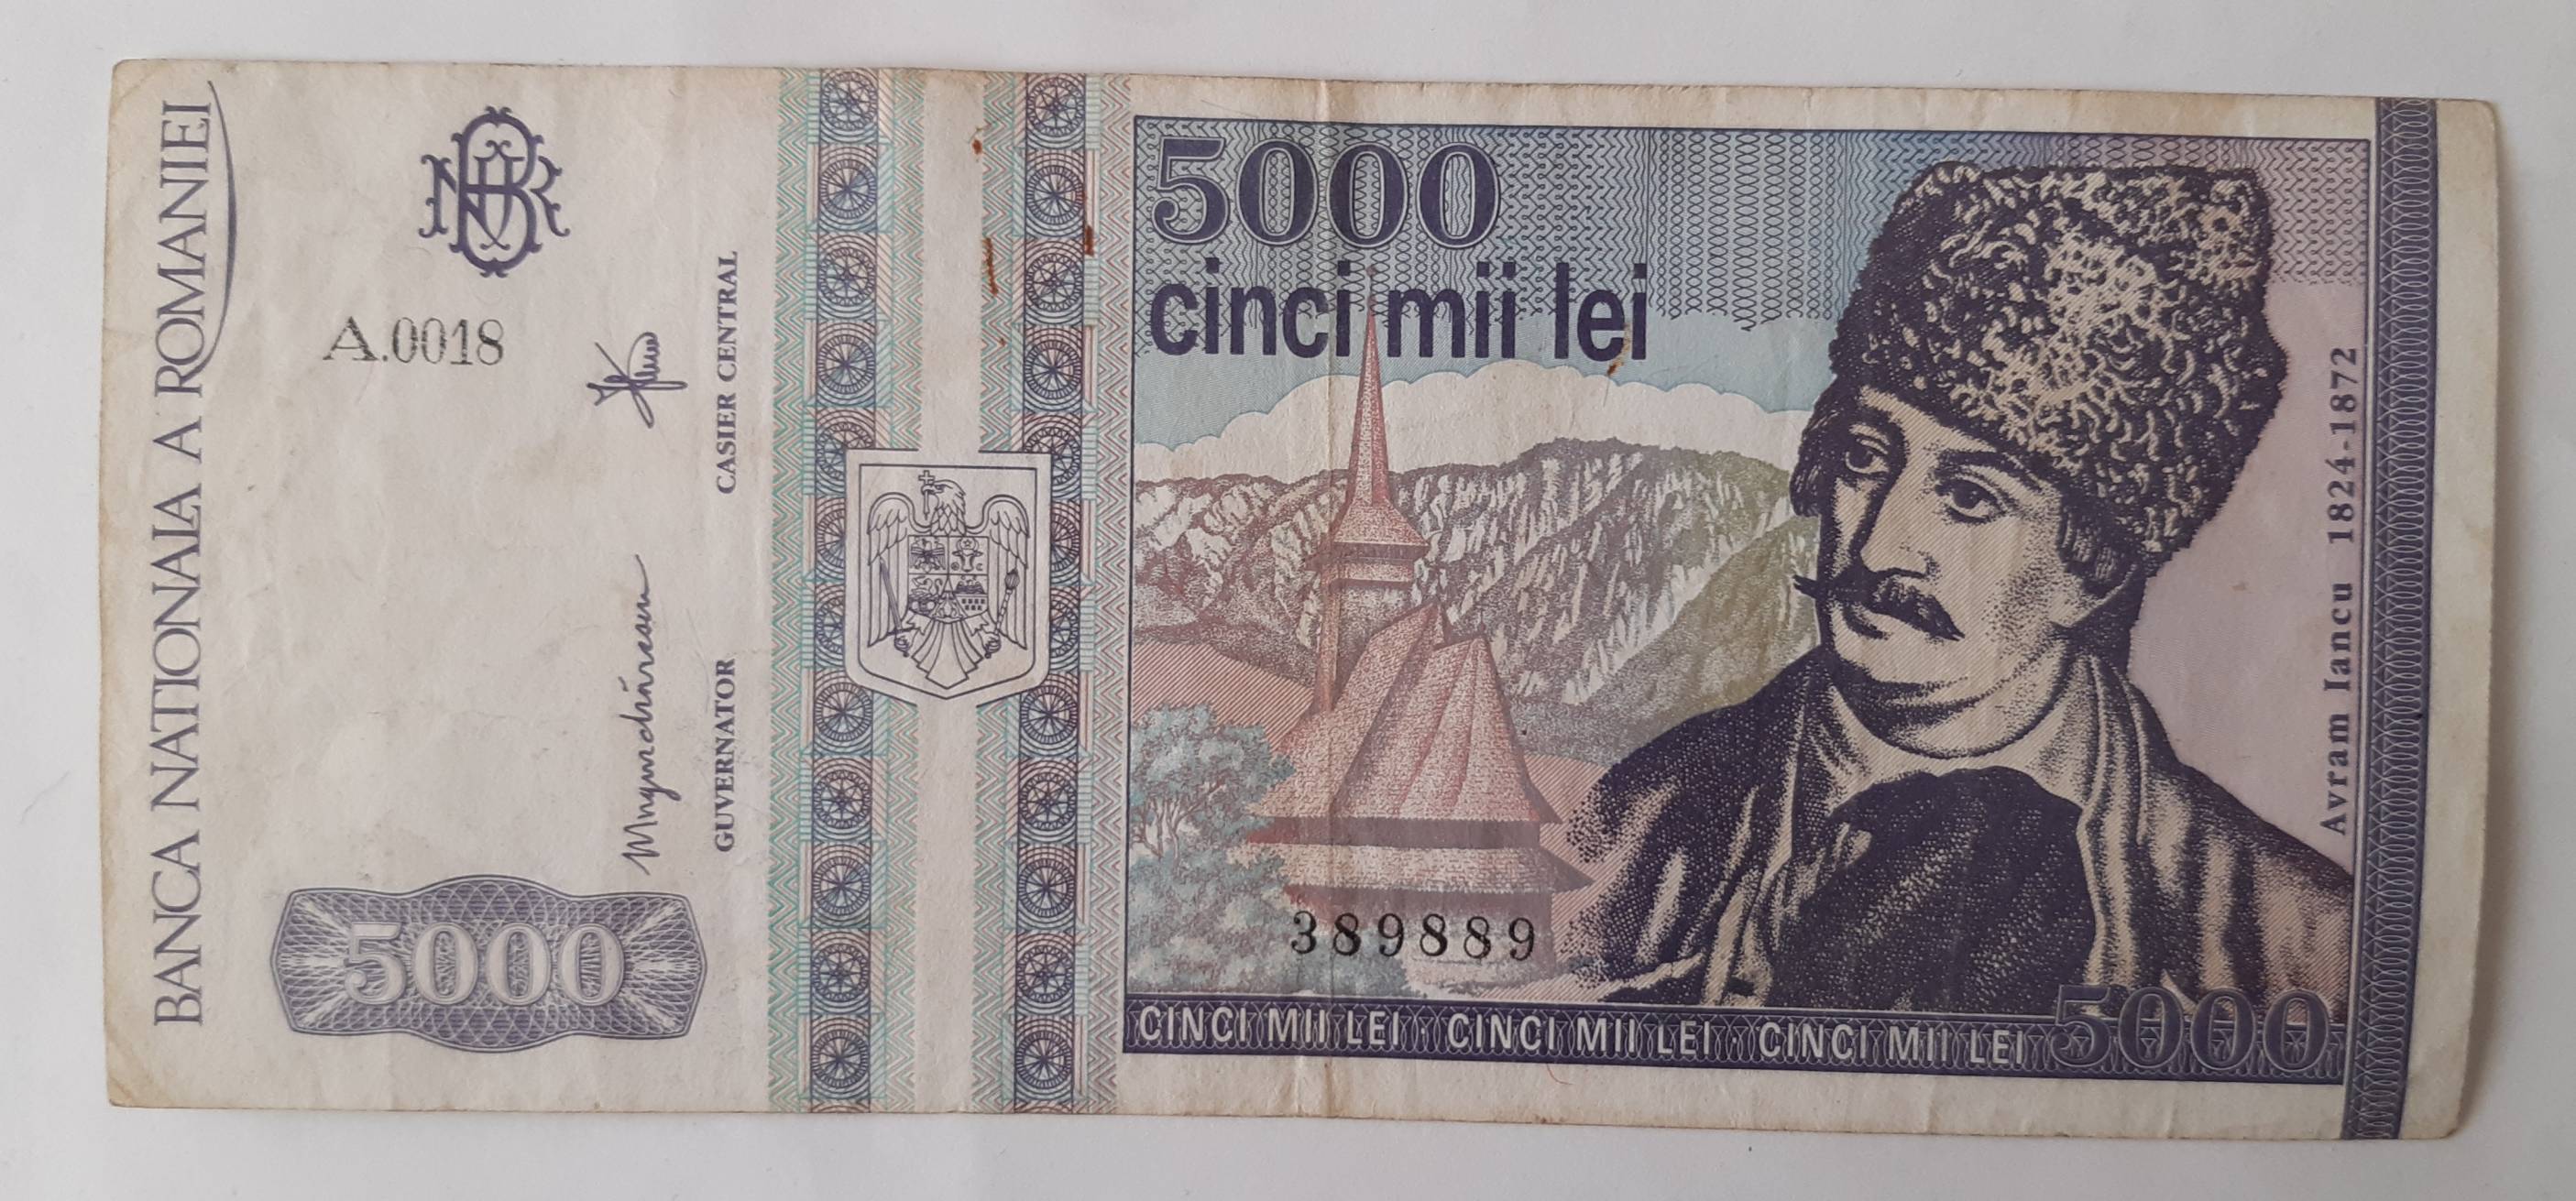 BANCA NATIONALA A ROMANIEI
BNR
A.0018
CASIER CENTRAL
GUVERNATOR
5000
5000
cinci mii lei
Avram Iancu 1824-1872
389889
CINCI MII LEI · CINCI MII LEI · CINCI MII LEI
5000